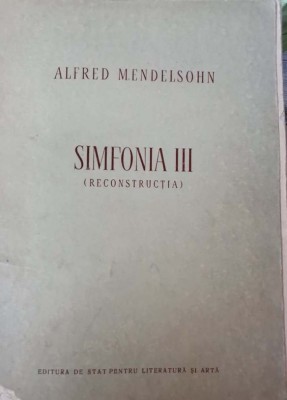 ALFRED MENDELSOHN
SIMFONIA III
(RECONSTRUCȚIA)
EDITURA DE STAT PENTRU LITERATURĂ ȘI ARTĂ